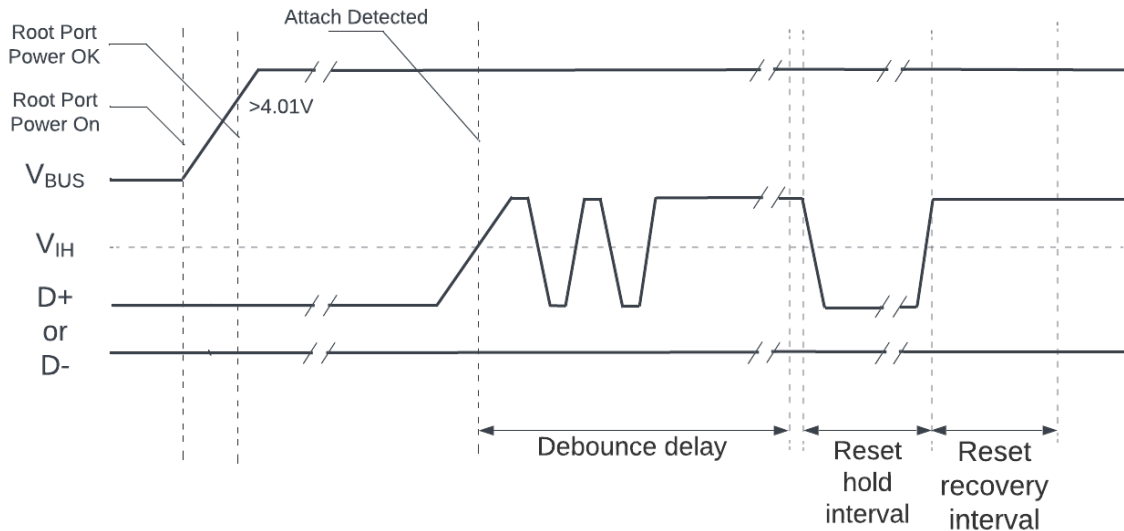 Root Port
Power OK
Attach Detected
>4.01V
Root Port
Power On
VBUS
VIH
D+
or
D-
Debounce delay
Reset
hold
interval
Reset
recovery
interval